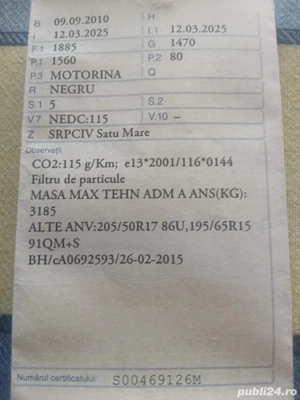 B 09.09.2010 H
I 12.03.2025 I.1 12.03.2025
F.1 1885 G 1470
P.1 1560 P.2 80
P.3 MOTORINA Q
R NEGRU
S.1 5 S.2
V.7 NEDC:115 V.10 –
Z SRPCIV Satu Mare
Observații
CO2:115 g/Km; e13*2001/116*0144
Filtru de particule
MASA MAX TEHN ADM A ANS(KG):
3185
ALTE ANV:205/50R17 86U,195/65R15
91QM+S
BH/cA0692593/26-02-2015
Numărul certificatului: S00469126M
publi24.ro